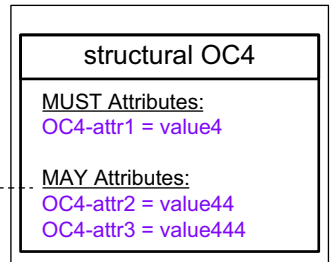 structural OC4
MUST Attributes:
OC4-attr1 = value4
MAY Attributes:
OC4-attr2 = value44
OC4-attr3 = value444